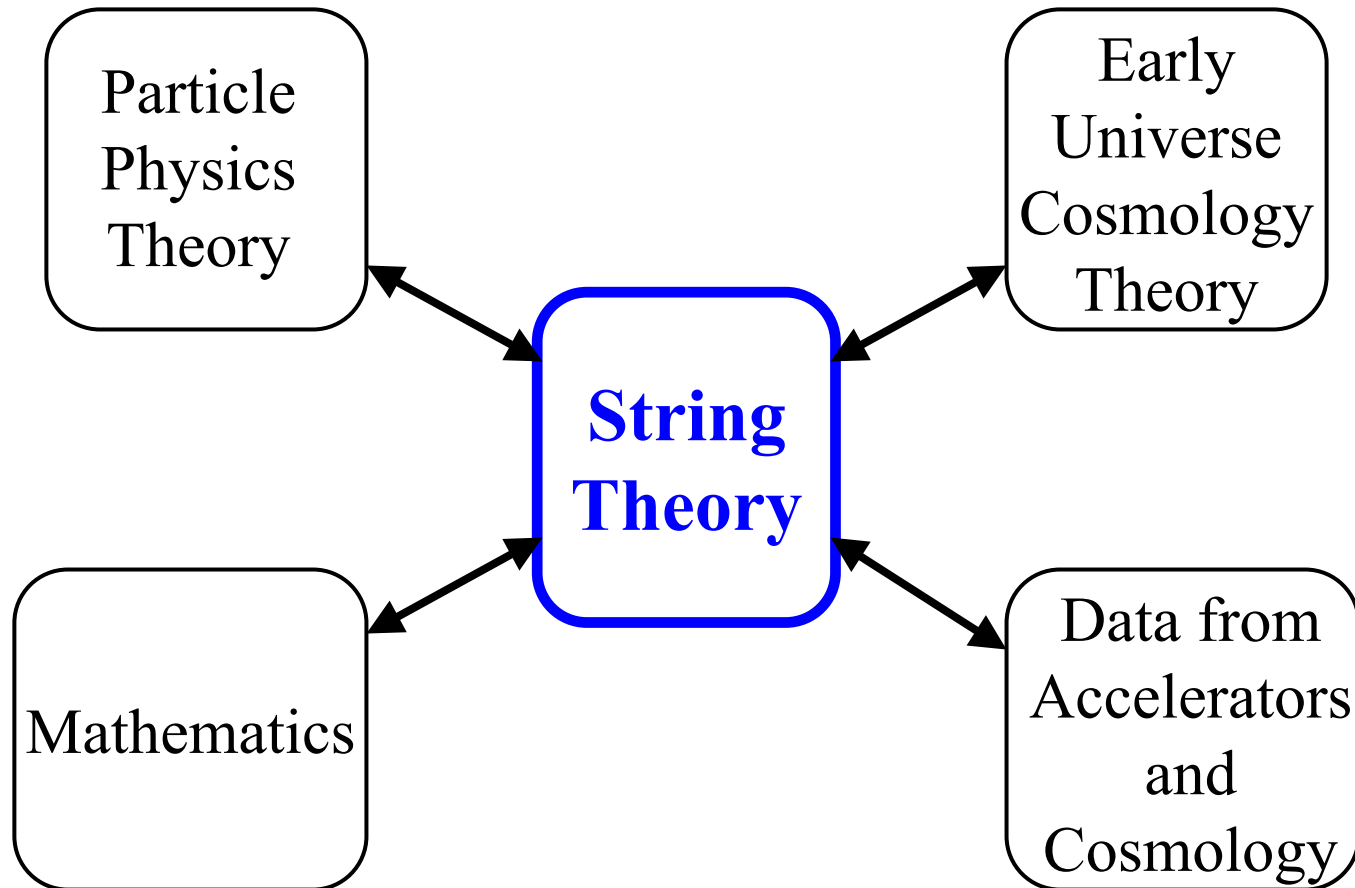 Particle
Physics
Theory
Early
Universe
Cosmology
Theory
String
Theory
Mathematics
Data from
Accelerators
and
Cosmology